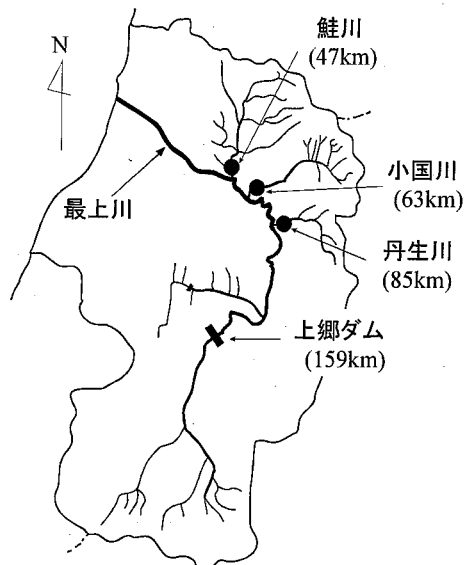 鮭川
(47km)
N
小国川
(63km)
最上川
丹生川
(85km)
上郷ダム
(159km)